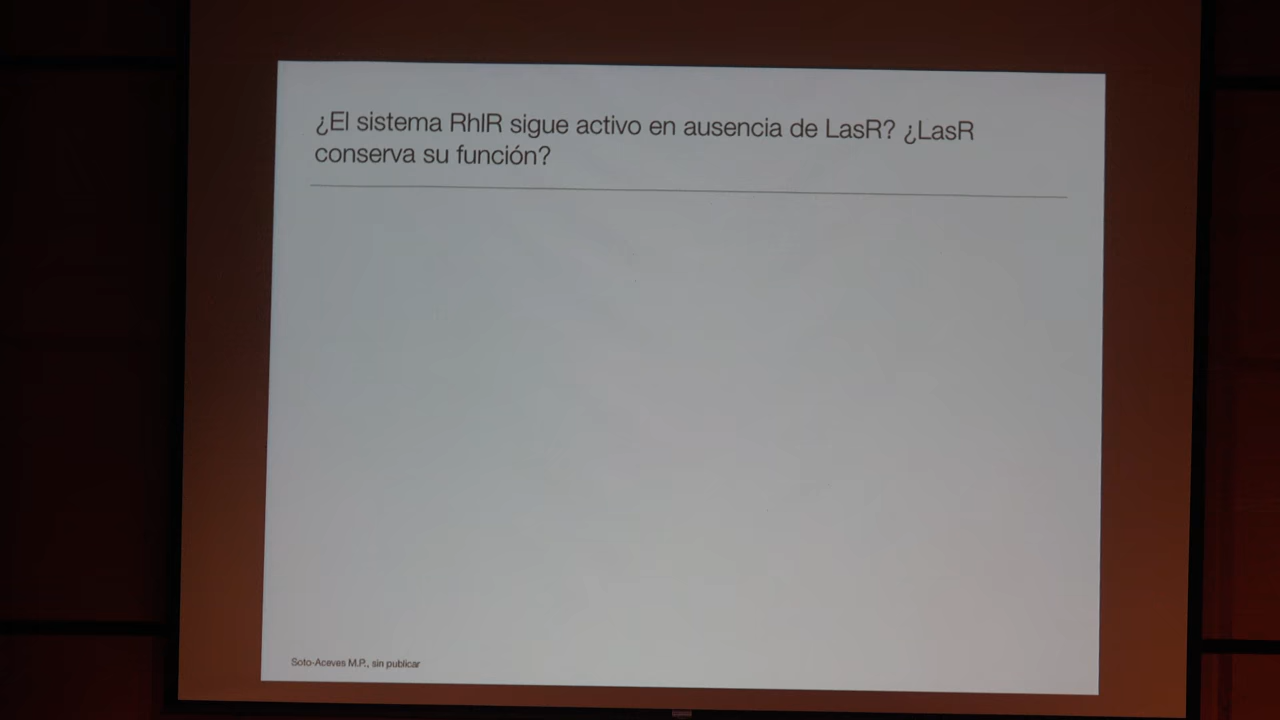 ¿El sistema RhlR sigue activo en ausencia de LasR? ¿LasR
conserva su función?
Soto-Aceves M.P., sin publicar